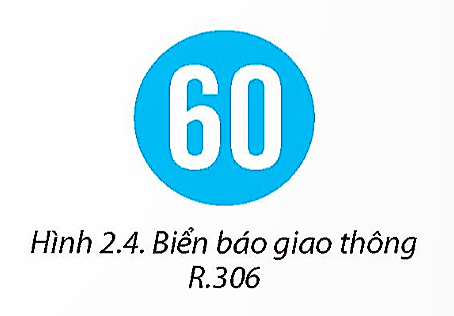 60
Hình 2.4. Biển báo giao thông
R.306